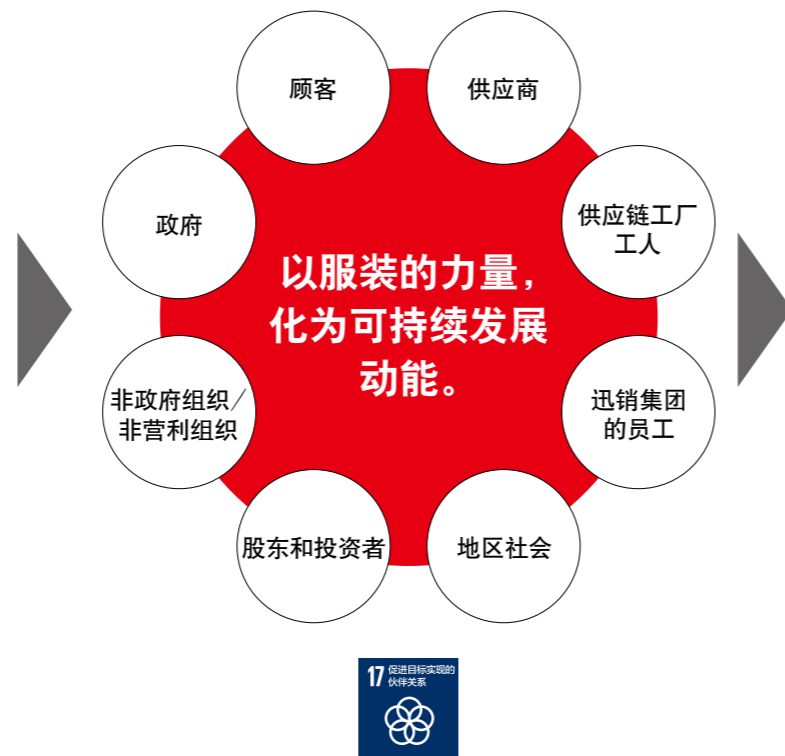 顾客
供应商
政府
供应链工厂
工人
以服装的力量，
化为可持续发展
动能。
非政府组织/
非营利组织
迅销集团
的员工
股东和投资者
地区社会
17 促进目标实现的
伙伴关系